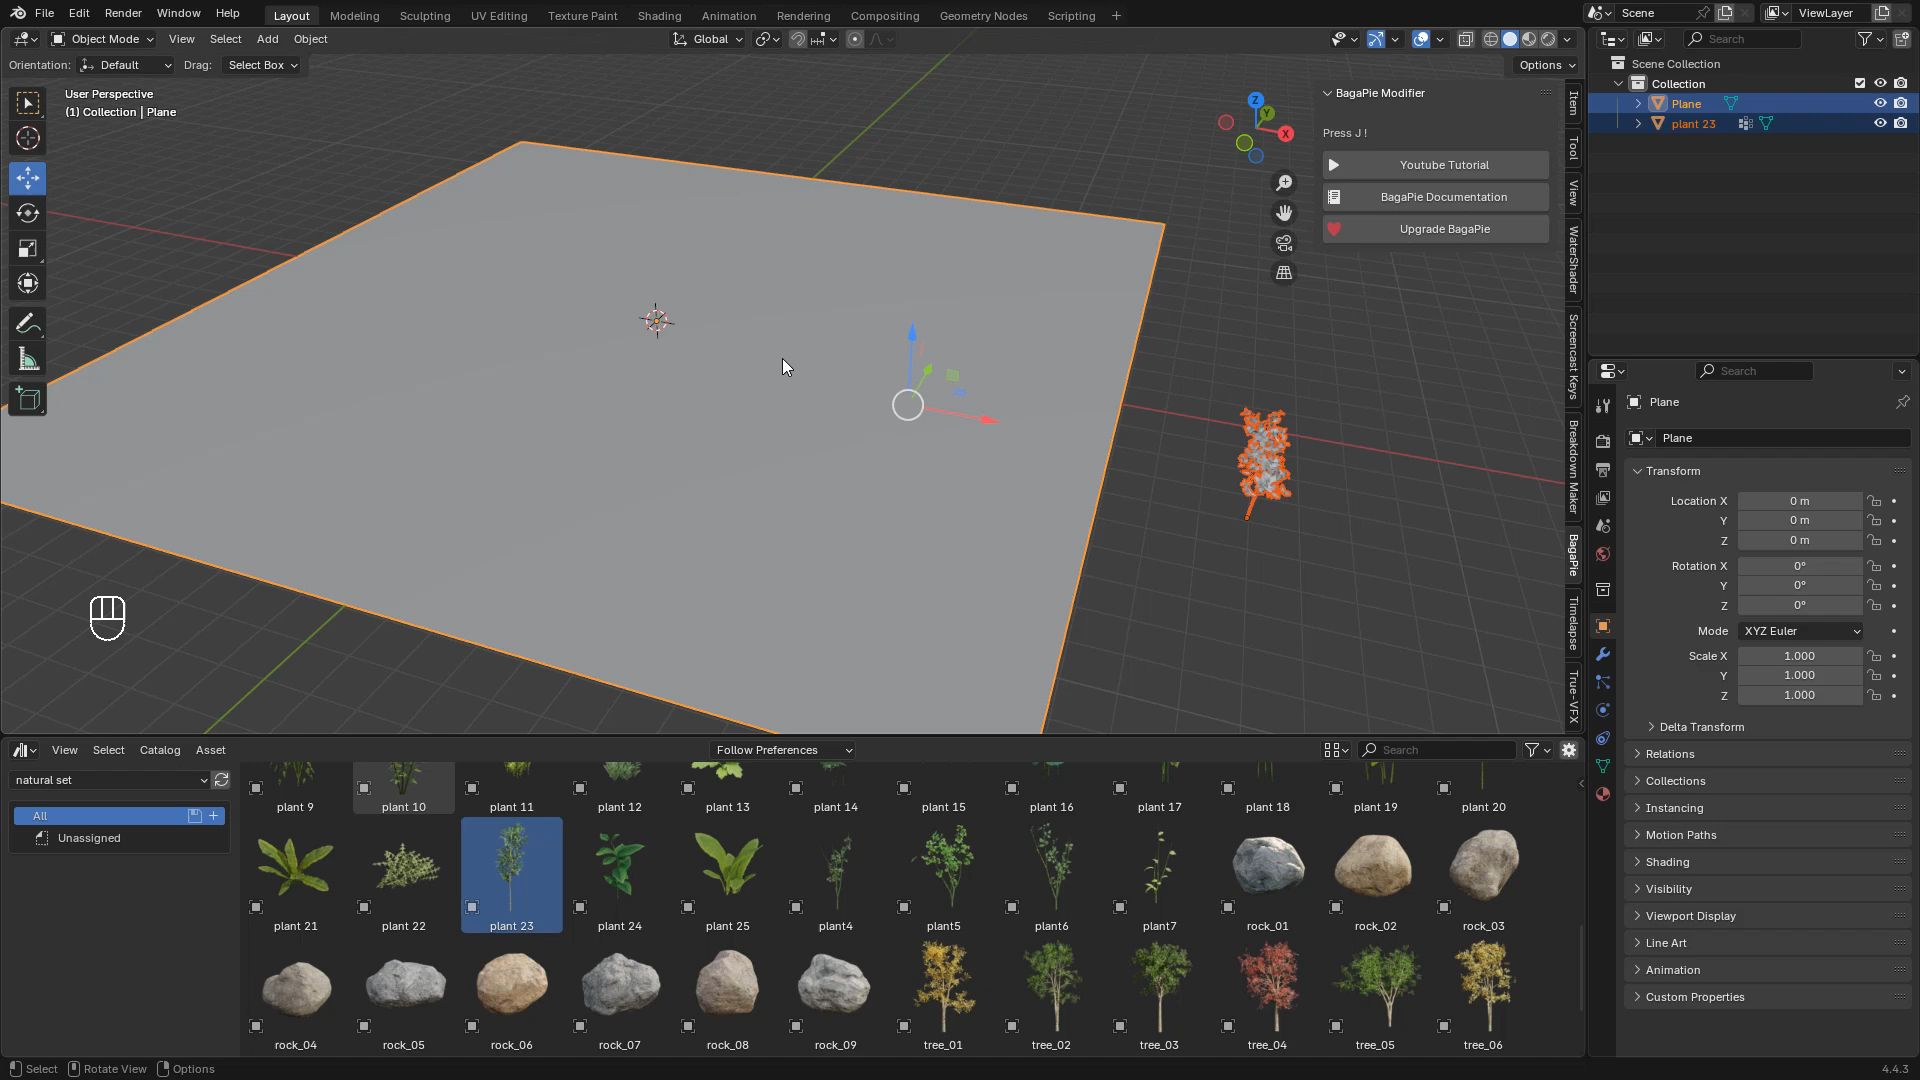 File Edit Render Window Help
Layout Modeling Sculpting UV Editing Texture Paint Shading Animation Rendering Compositing Geometry Nodes Scripting +
Scene ViewLayer
Object Mode View Select Add Object
Global
Search
Orientation: Default Drag: Select Box
Options
Scene Collection
Collection
Plane
plant 23
User Perspective
(1) Collection | Plane
BagaPie Modifier
Press J !
Youtube Tutorial
BagaPie Documentation
Upgrade BagaPie
Z
Y
X
Item
Tool
View
WaterShader
Screencast Keys
Breakdown Maker
BagaPie
Timelapse
True-VFX
Search
Plane
Plane
Transform
Location X 0 m
Y 0 m
Z 0 m
Rotation X 0°
Y 0°
Z 0°
Mode XYZ Euler
Scale X 1.000
Y 1.000
Z 1.000
Delta Transform
Relations
Collections
Instancing
Motion Paths
Shading
Visibility
Viewport Display
Line Art
Animation
Custom Properties
View Select Catalog Asset
Follow Preferences
Search
natural set
All
Unassigned
plant 9 plant 10 plant 11 plant 12 plant 13 plant 14 plant 15 plant 16 plant 17 plant 18 plant 19 plant 20
plant 21 plant 22 plant 23 plant 24 plant 25 plant4 plant5 plant6 plant7 rock_01 rock_02 rock_03
rock_04 rock_05 rock_06 rock_07 rock_08 rock_09 tree_01 tree_02 tree_03 tree_04 tree_05 tree_06
Select Rotate View Options
4.4.3